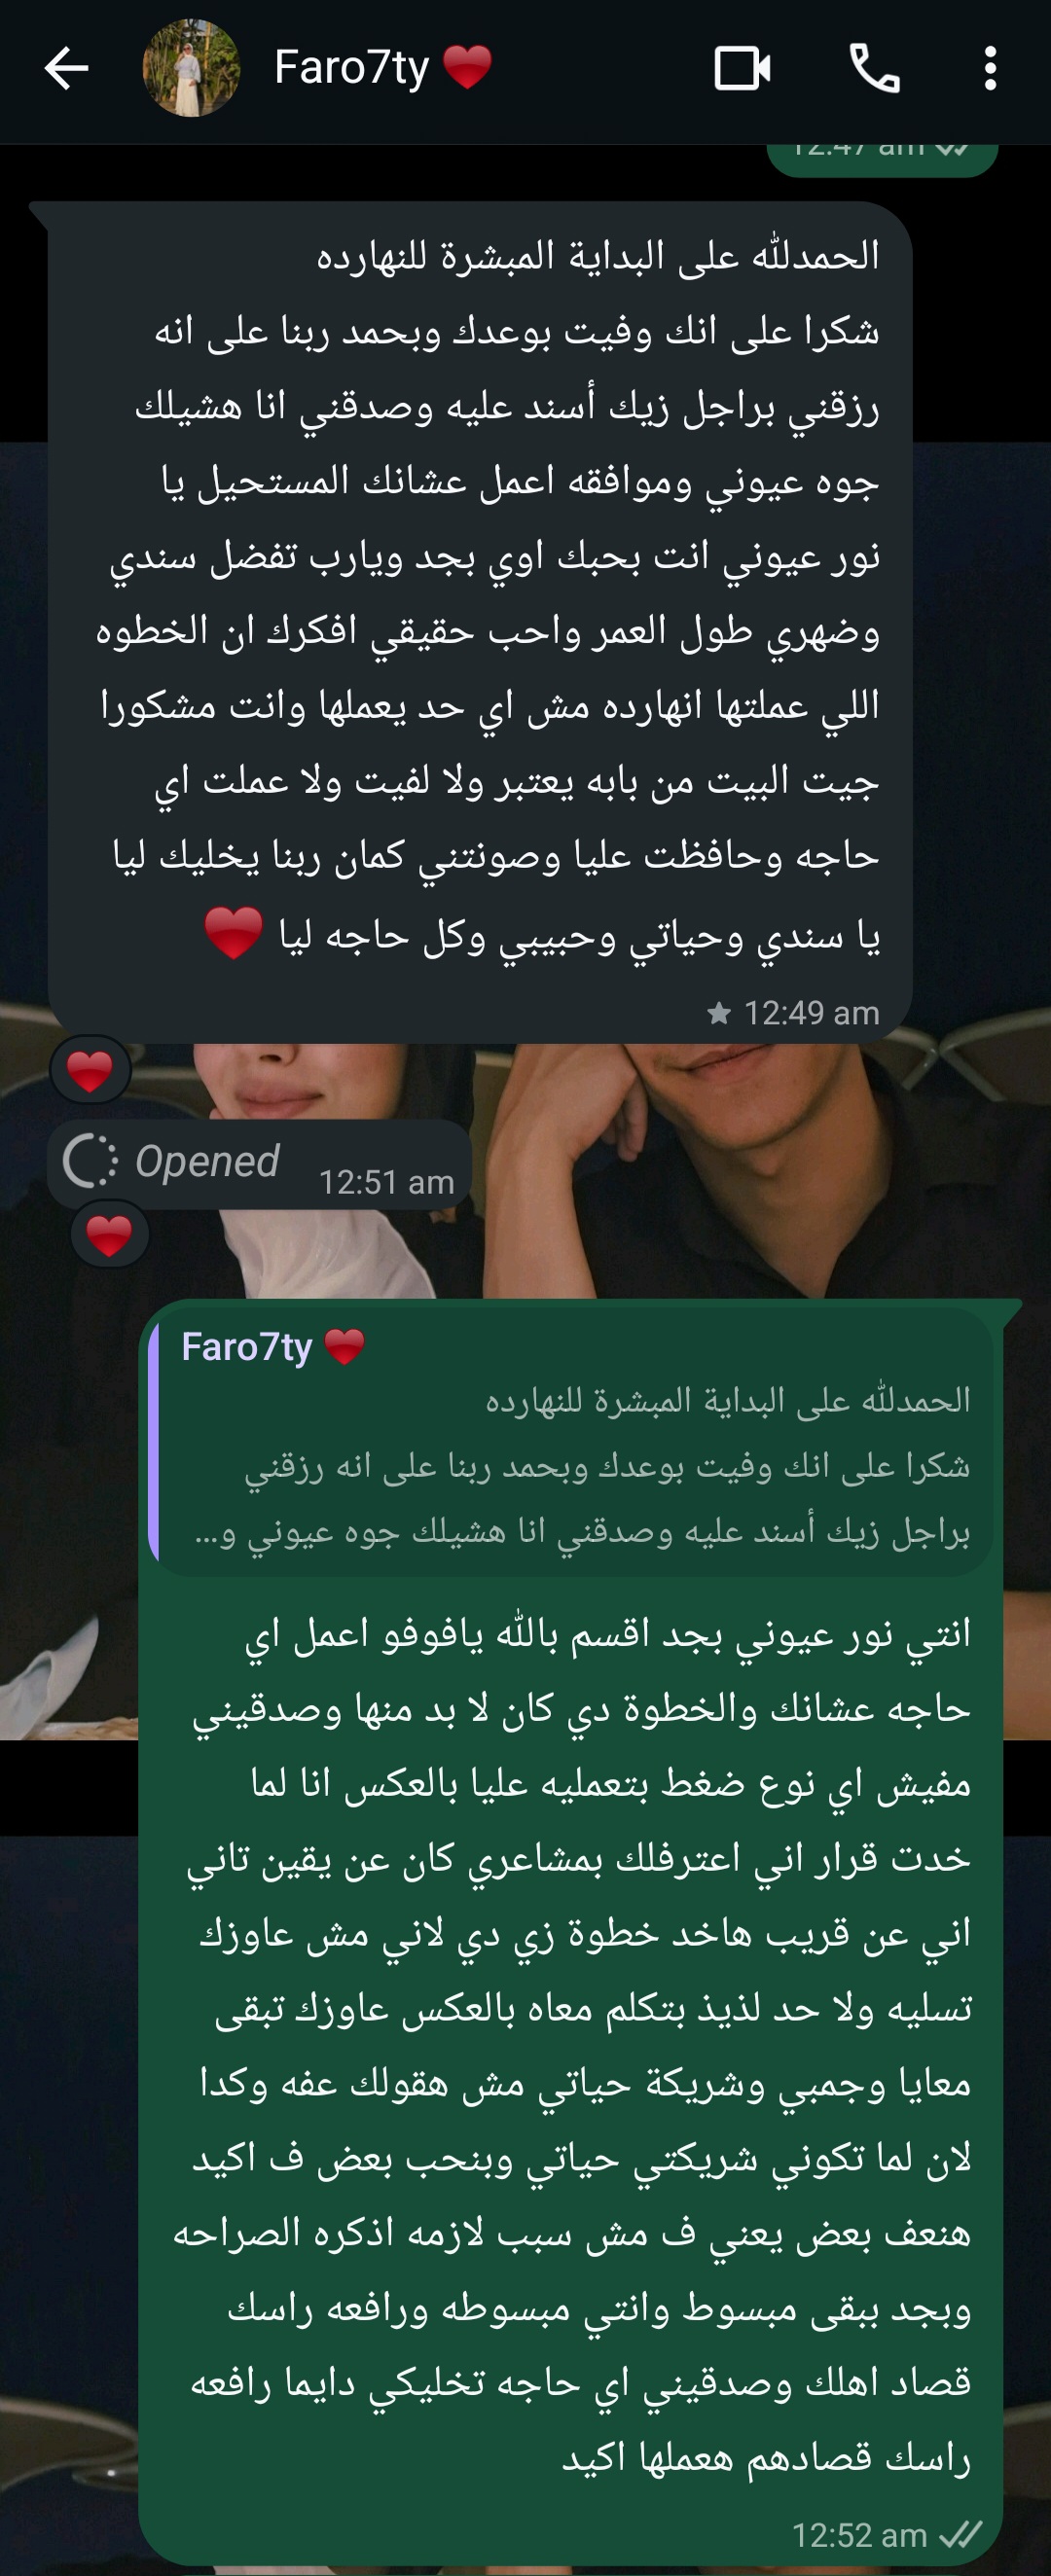 Faro7ty ❤️
12:47 am
الحمدلله على البداية المبشرة للنهارده
شكرا على انك وفيت بوعدك وبحمد ربنا على انه
رزقني براجل زيك أسند عليه وصدقني انا هشيلك
جوه عيوني وموافقه اعمل عشانك المستحيل يا
نور عيوني انت بحبك اوي بجد ويارب تفضل سندي
وضهري طول العمر واحب حقيقي افكرك ان الخطوه
اللي عملتها انهارده مش اي حد يعملها وانت مشكورا
جيت البيت من بابه يعتبر ولا لفيت ولا عملت اي
حاجه وحافظت عليا وصونتني كمان ربنا يخليك ليا
يا سندي وحياتي وحبيبي وكل حاجه ليا ❤️
12:49 am
❤️
Opened 12:51 am
❤️
Faro7ty ❤️
الحمدلله على البداية المبشرة للنهارده
شكرا على انك وفيت بوعدك وبحمد ربنا على انه رزقني
براجل زيك أسند عليه وصدقني انا هشيلك جوه عيوني و...
انتي نور عيوني بجد اقسم بالله يافوفو اعمل اي
حاجه عشانك والخطوة دي كان لا بد منها وصدقيني
مفيش اي نوع ضغط بتعمليه عليا بالعكس انا لما
خدت قرار اني اعترفلك بمشاعري كان عن يقين تاني
اني عن قريب هاخد خطوة زي دي لاني مش عاوزك
تسليه ولا حد لذيذ بتكلم معاه بالعكس عاوزك تبقى
معايا وجمبي وشريكة حياتي مش هقولك عفه وكدا
لان لما تكوني شريكتي حياتي وبنحب بعض ف اكيد
هنعف بعض يعني ف مش سبب لازمه اذكره الصراحه
وبجد ببقى مبسوط وانتي مبسوطه ورافعه راسك
قصاد اهلك وصدقيني اي حاجه تخليكي دايما رافعه
راسك قصادهم هعملها اكيد
12:52 am